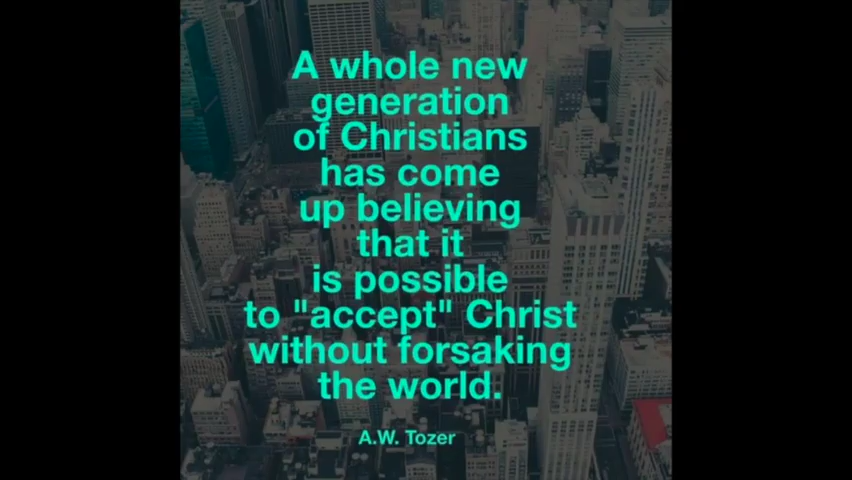 A whole new
generation
of Christians
has come
up believing
that it
is possible
to "accept" Christ
without forsaking
the world.
A.W. Tozer